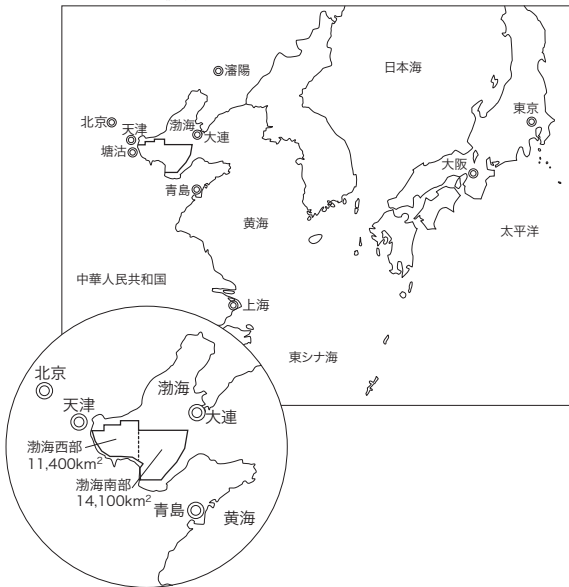 瀋陽
日本海
北京
天津
渤海
大連
東京
塘沽
大阪
青島
黄海
太平洋
中華人民共和国
上海
東シナ海
北京
渤海
天津
大連
渤海西部
11,400km²
渤海南部
14,100km²
青島
黄海